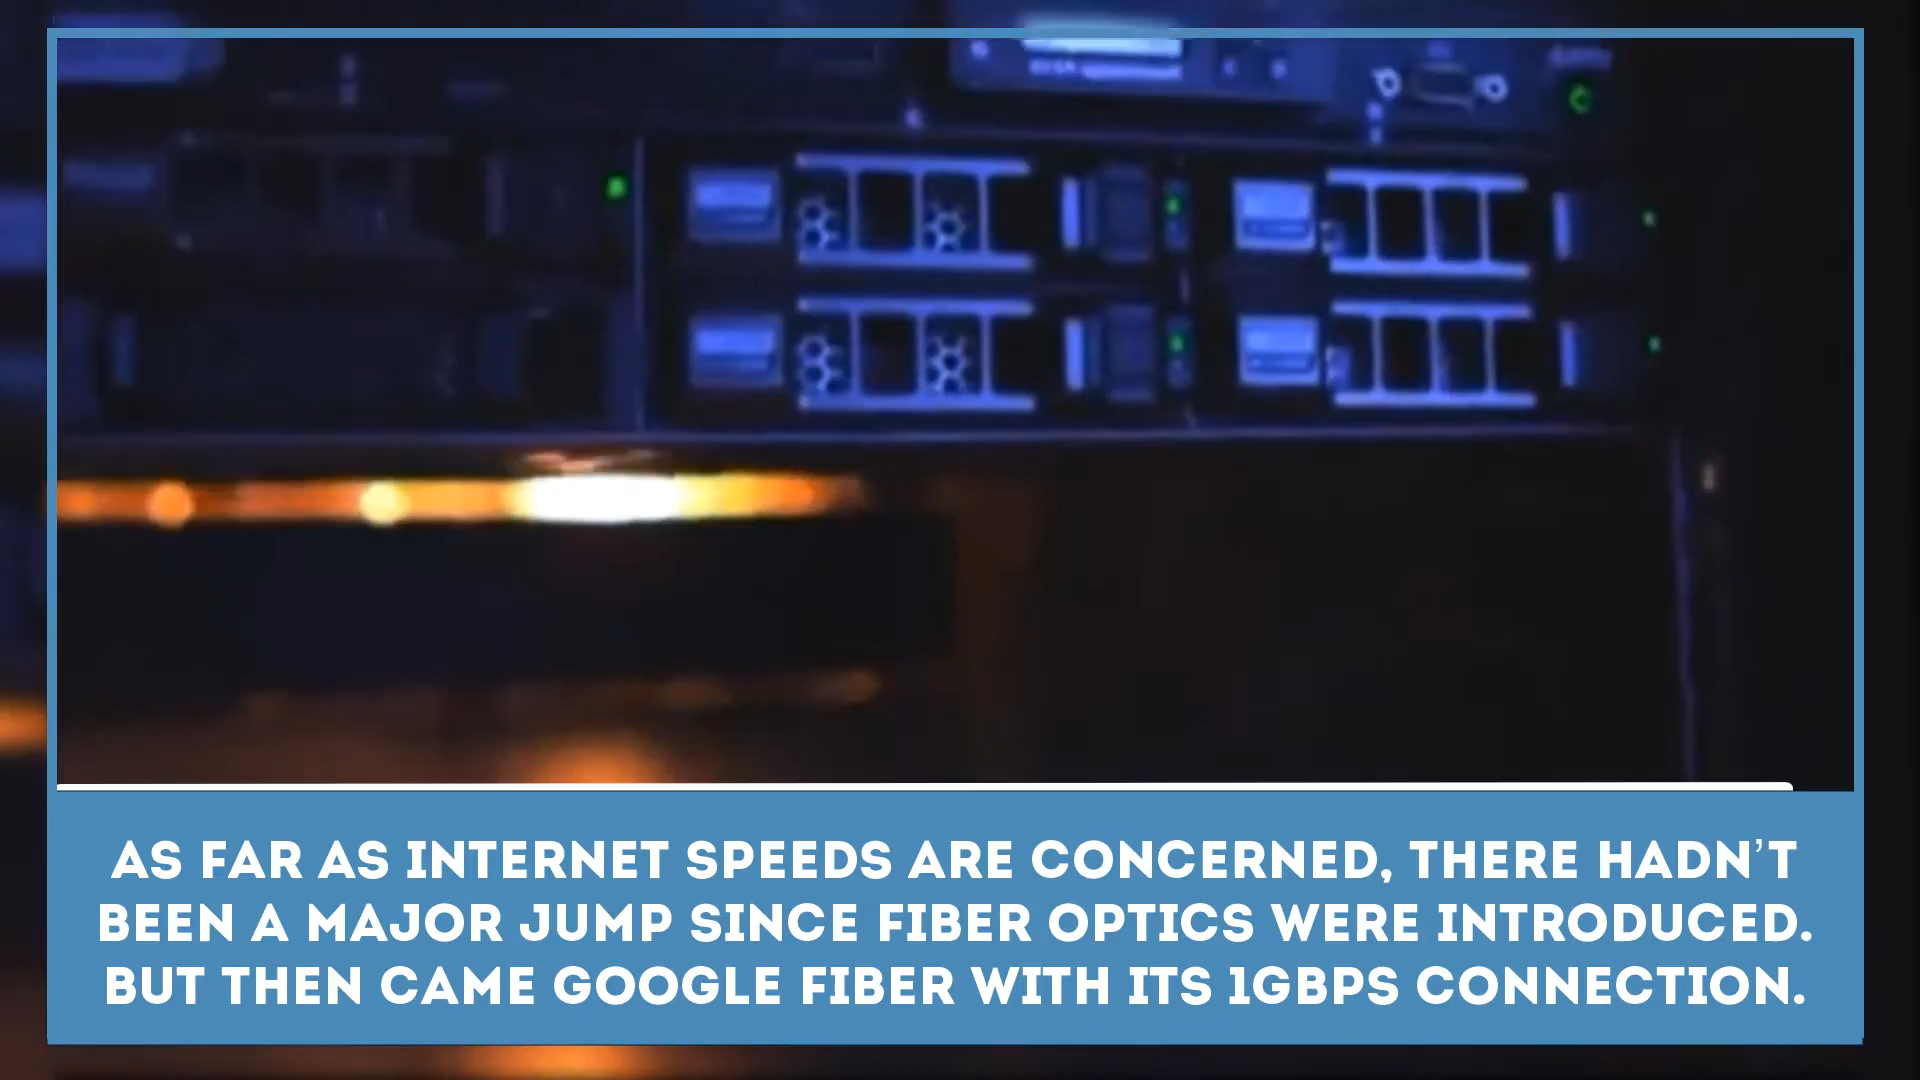 AS FAR AS INTERNET SPEEDS ARE CONCERNED, THERE HADN'T
BEEN A MAJOR JUMP SINCE FIBER OPTICS WERE INTRODUCED.
BUT THEN CAME GOOGLE FIBER WITH ITS 1GBPS CONNECTION.